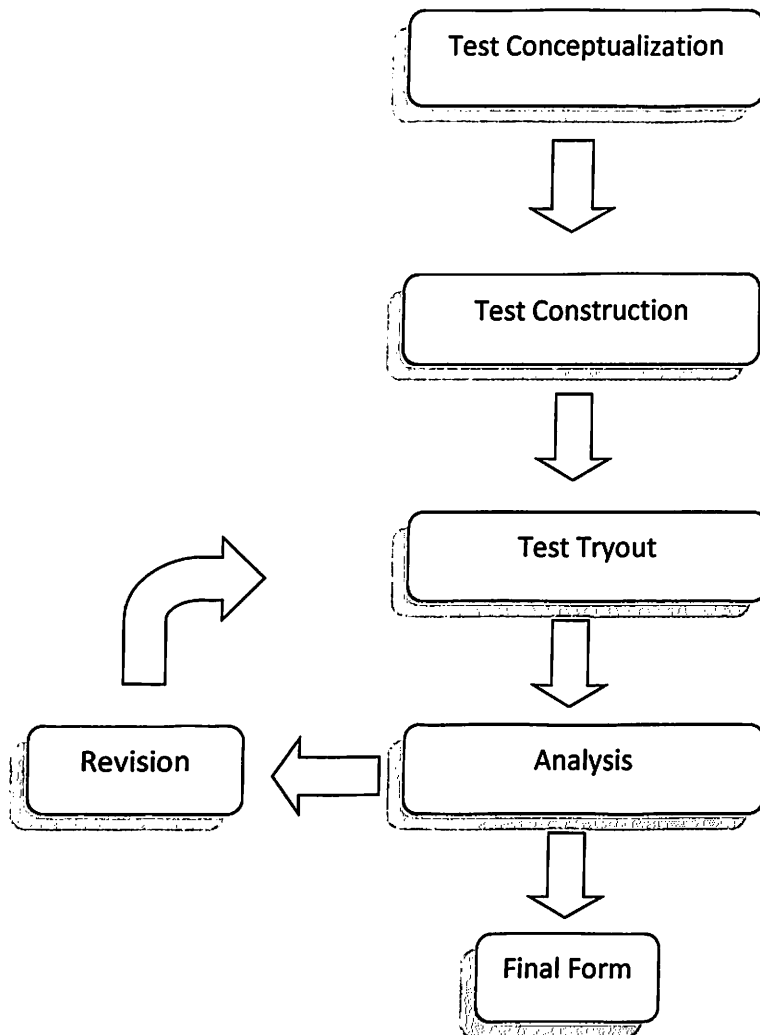 Test Conceptualization
Test Construction
Test Tryout
Revision
Analysis
Final Form